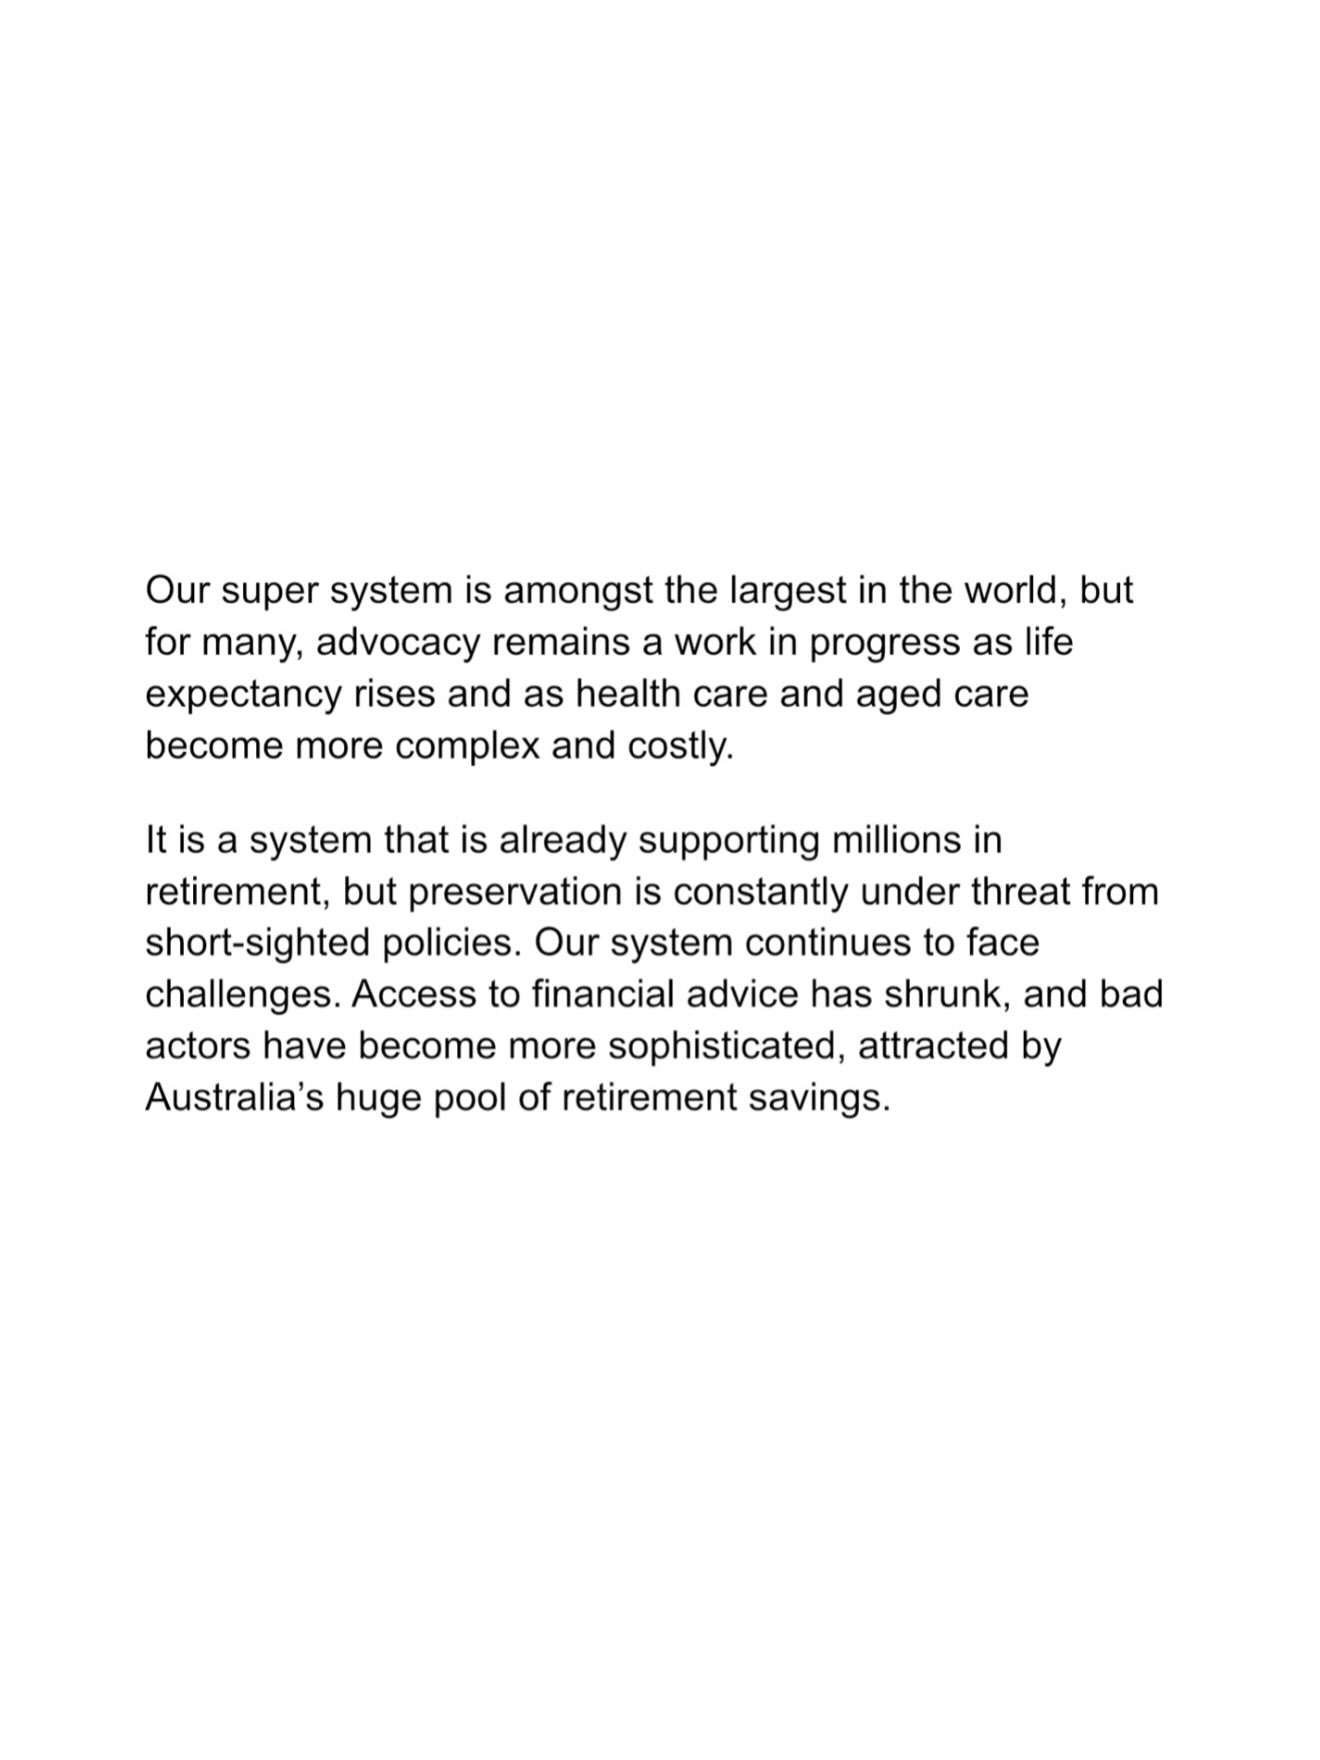 Our super system is amongst the largest in the world, but
for many, advocacy remains a work in progress as life
expectancy rises and as health care and aged care
become more complex and costly.
It is a system that is already supporting millions in
retirement, but preservation is constantly under threat from
short-sighted policies. Our system continues to face
challenges. Access to financial advice has shrunk, and bad
actors have become more sophisticated, attracted by
Australia’s huge pool of retirement savings.